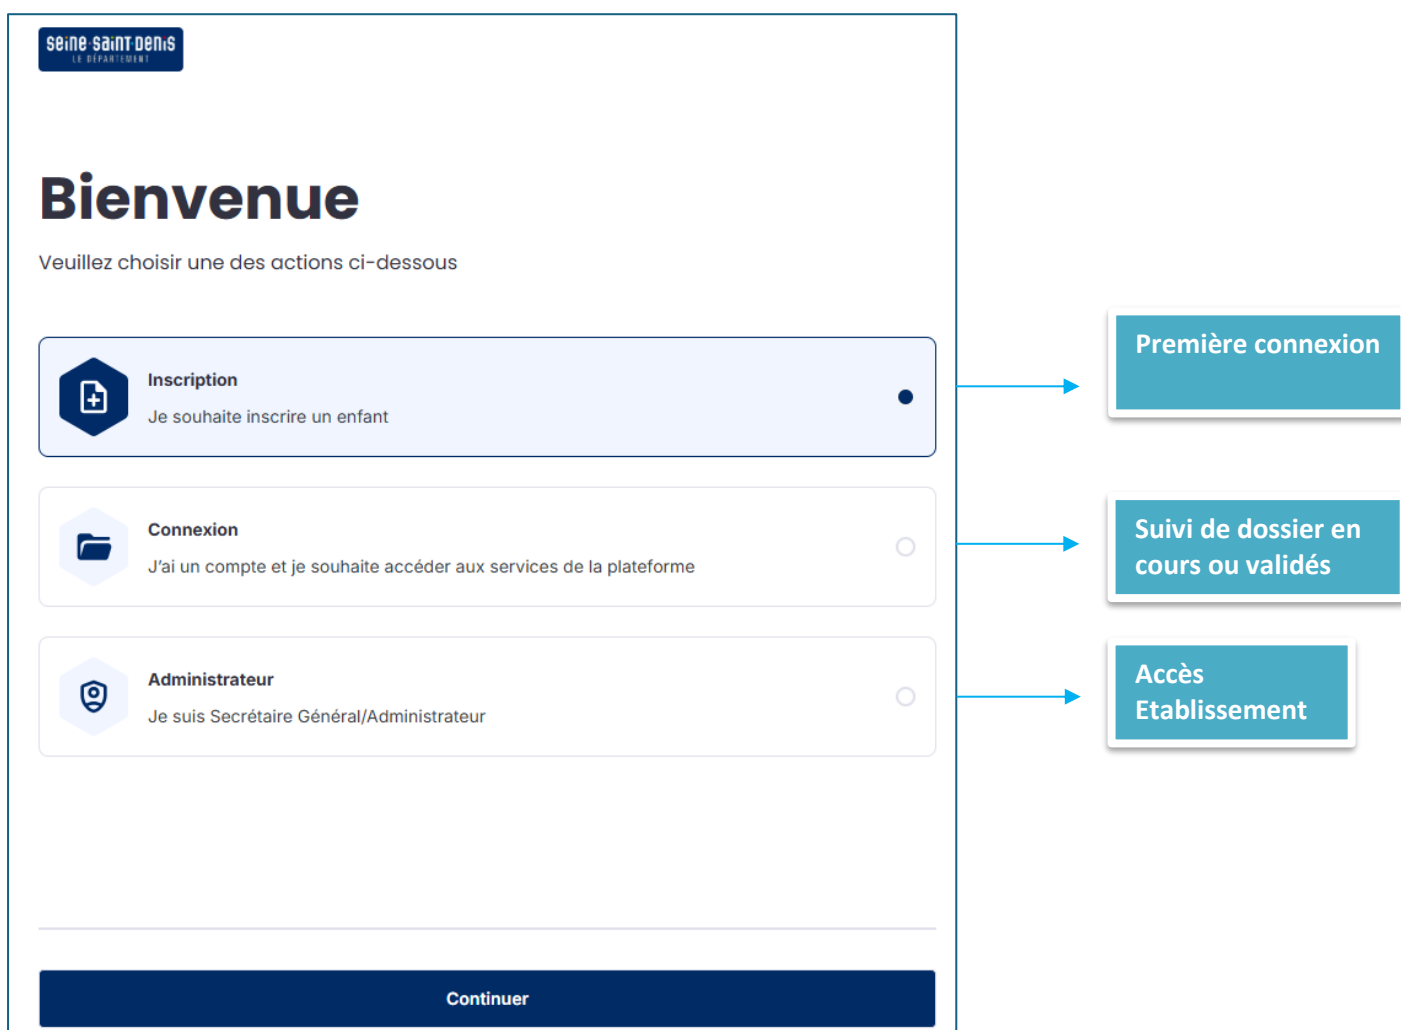 seine·saint·denis
LE DÉPARTEMENT
Bienvenue
Veuillez choisir une des actions ci-dessous
Inscription
Je souhaite inscrire un enfant
Première connexion
Connexion
J'ai un compte et je souhaite accéder aux services de la plateforme
Suivi de dossier en
cours ou validés
Administrateur
Je suis Secrétaire Général/Administrateur
Accès
Etablissement
Continuer